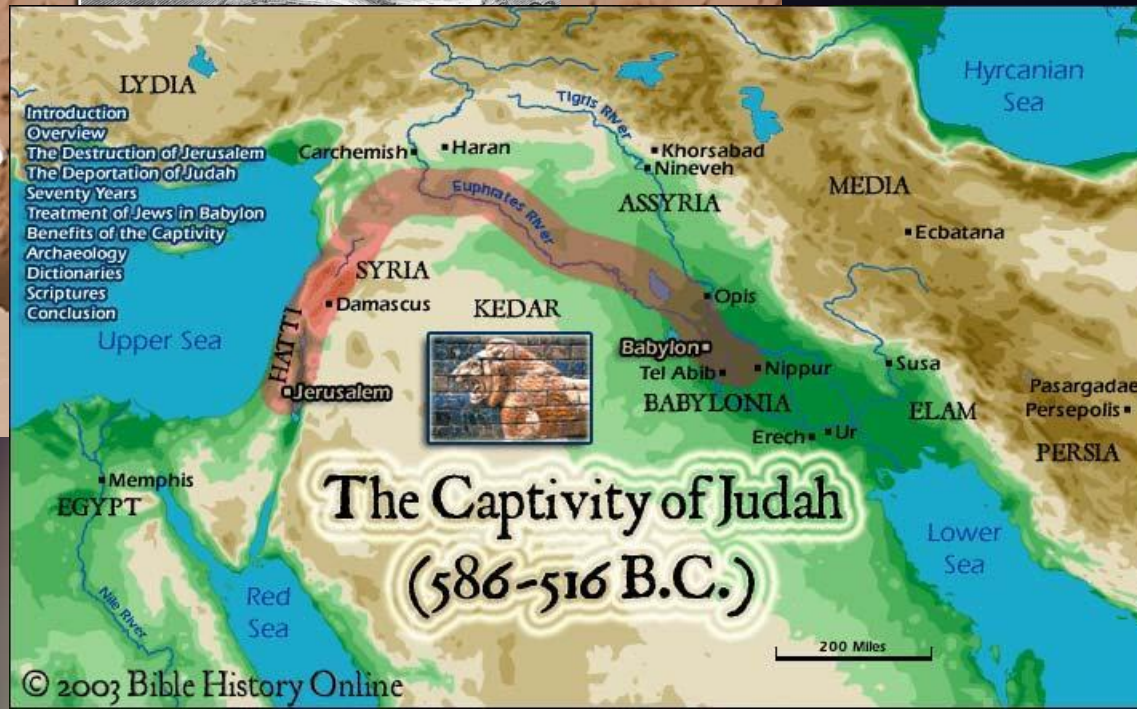 LYDIA
Introduction
Overview
The Destruction of Jerusalem
The Deportation of Judah
Seventy Years
Treatment of Jews in Babylon
Benefits of the Captivity
Archaeology
Dictionaries
Scriptures
Conclusion
Hyrcanian
Sea
Tigris River
Carchemish
Haran
Khorsabad
Nineveh
MEDIA
ASSYRIA
Euphrates River
Ecbatana
SYRIA
Damascus
KEDAR
Opis
Upper Sea
HATTI
Babylon
Tel Abib
Nippur
Susa
Jerusalem
BABYLONIA
ELAM
Pasargadae
Persepolis
Erech
Ur
PERSIA
Memphis
EGYPT
The Captivity of Judah
(586-516 B.C.)
Lower
Sea
Red
Sea
Nile River
200 Miles
© 2003 Bible History Online